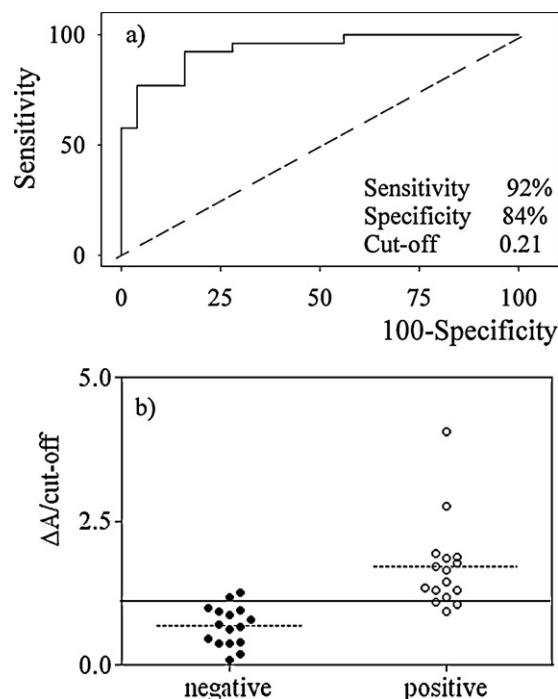 a)
100
50
0
Sensitivity
Sensitivity 92%
Specificity 84%
Cut-off 0.21
0 25 50 75 100
100-Specificity
b)
5.0
2.5
0.0
ΔA/cut-off
negative positive